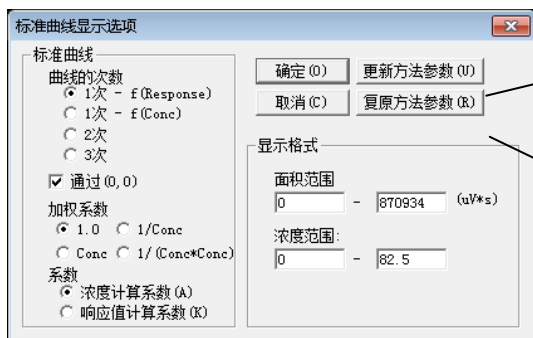 标准曲线显示选项
标准曲线
曲线的次数
1次 - f(Response)
1次 - f(Conc)
2次
3次
通过(0,0)
加权系数
1.0 1/Conc
Conc 1/(Conc*Conc)
系数
浓度计算系数(A)
响应值计算系数(K)
确定(O) 更新方法参数(U)
取消(C) 复原方法参数(R)
显示格式
面积范围
0 - 870934 (uV*s)
浓度范围:
0 - 82.5